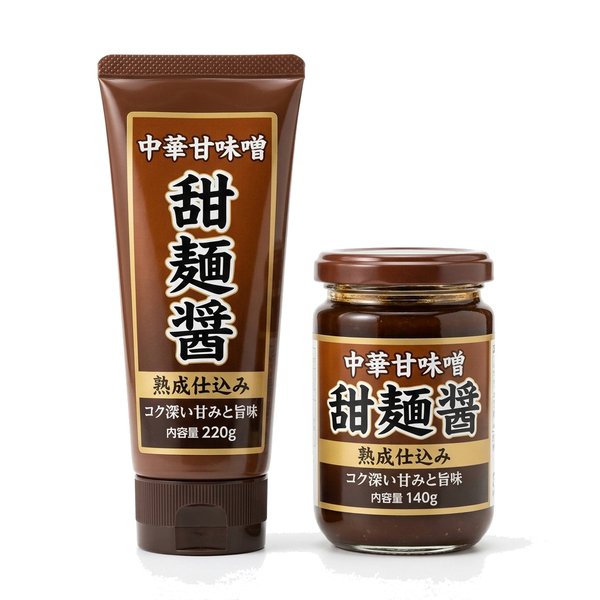 中華甘味噌
甜麺醤
熟成仕込み
コク深い甘みと旨味
内容量 220g
中華甘味噌
甜麺醤
熟成仕込み
コク深い甘みと旨味
内容量 140g